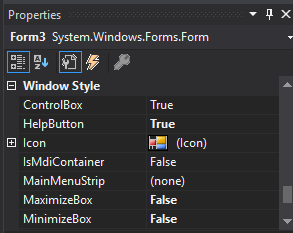 Properties
Form3 System.Windows.Forms.Form
Window Style
ControlBox True
HelpButton True
Icon (Icon)
IsMdiContainer False
MainMenuStrip (none)
MaximizeBox False
MinimizeBox False